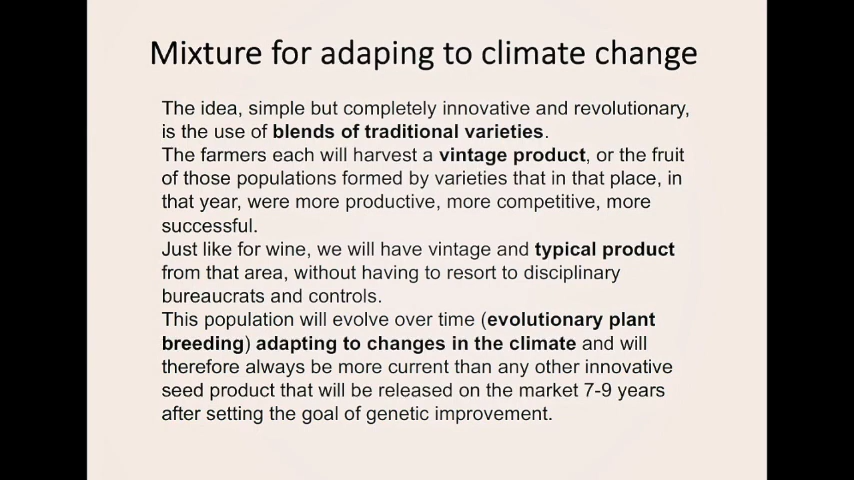 Mixture for adaping to climate change
The idea, simple but completely innovative and revolutionary,
is the use of blends of traditional varieties.
The farmers each will harvest a vintage product, or the fruit
of those populations formed by varieties that in that place, in
that year, were more productive, more competitive, more
successful.
Just like for wine, we will have vintage and typical product
from that area, without having to resort to disciplinary
bureaucrats and controls.
This population will evolve over time (evolutionary plant
breeding) adapting to changes in the climate and will
therefore always be more current than any other innovative
seed product that will be released on the market 7-9 years
after setting the goal of genetic improvement.